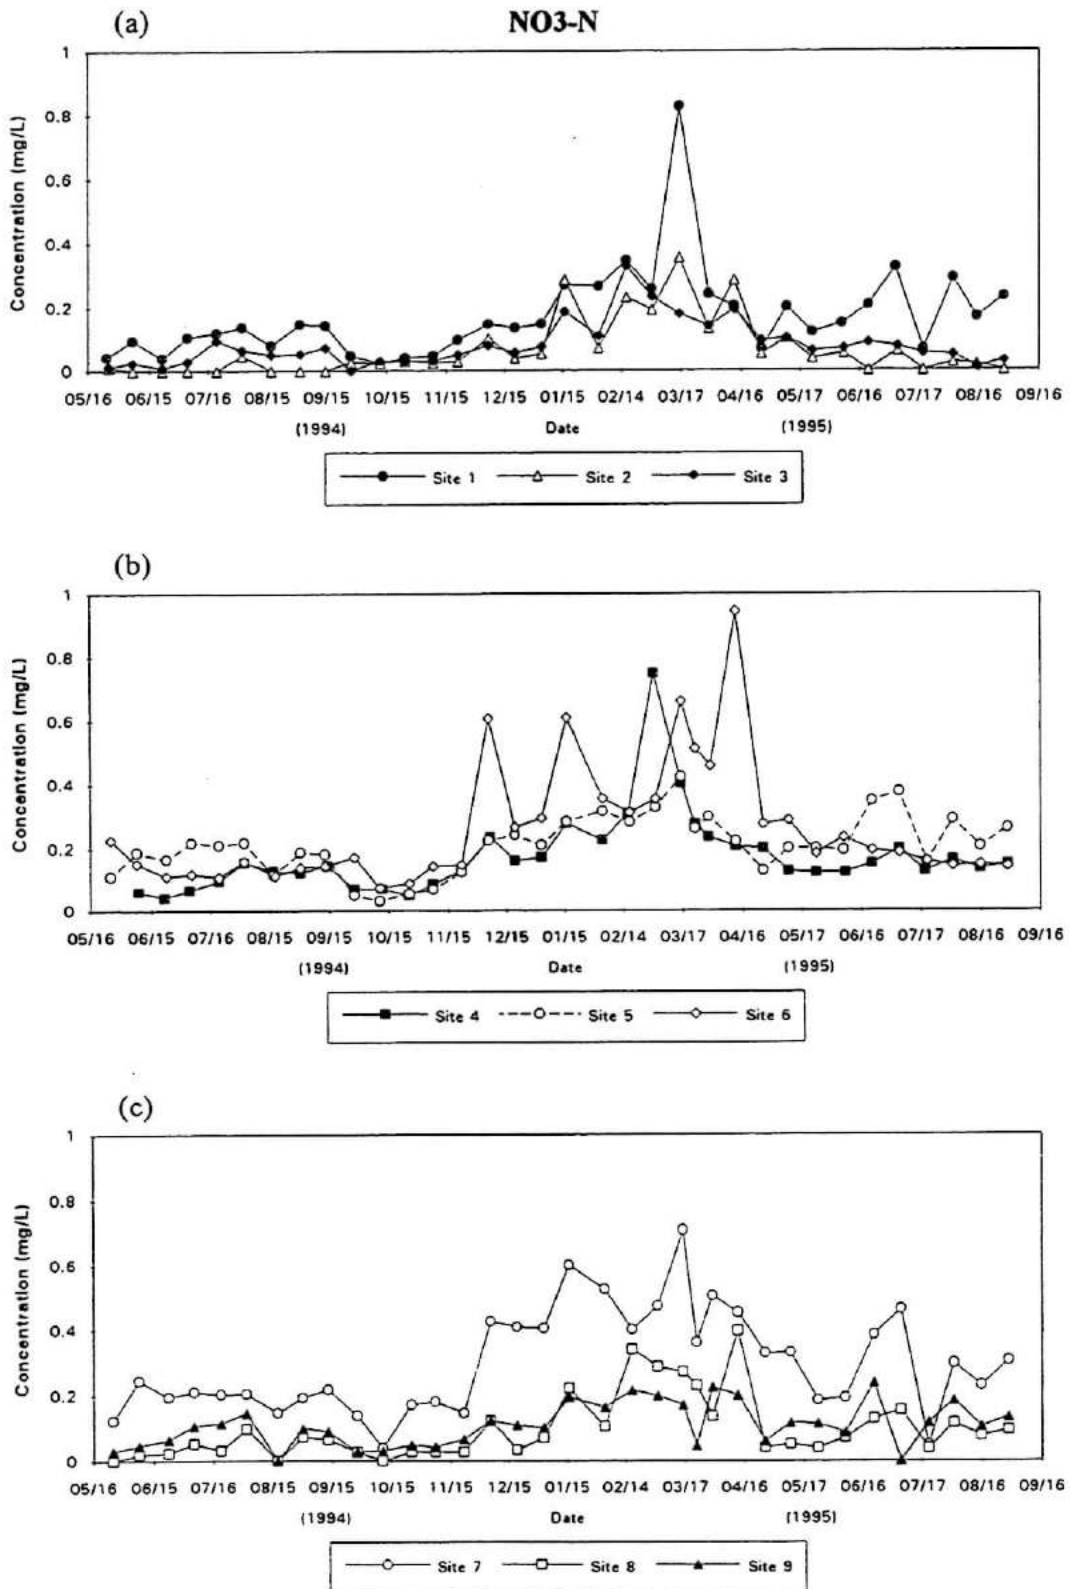 (a)
NO3-N
1
0.8
0.6
0.4
0.2
0
Concentration (mg/L)
05/16 06/15 07/16 08/15 09/15 10/15 11/15 12/15 01/15 02/14 03/17 04/16 05/17 06/16 07/17 08/16 09/16
(1994) Date (1995)
Site 1 Site 2 Site 3
(b)
1
0.8
0.6
0.4
0.2
0
Concentration (mg/L)
05/16 06/15 07/16 08/15 09/15 10/15 11/15 12/15 01/15 02/14 03/17 04/16 05/17 06/16 07/17 08/16 09/16
(1994) Date (1995)
Site 4 Site 5 Site 6
(c)
1
0.8
0.6
0.4
0.2
0
Concentration (mg/L)
05/16 06/15 07/16 08/15 09/15 10/15 11/15 12/15 01/15 02/14 03/17 04/16 05/17 06/16 07/17 08/16 09/16
(1994) Date (1995)
Site 7 Site 8 Site 9